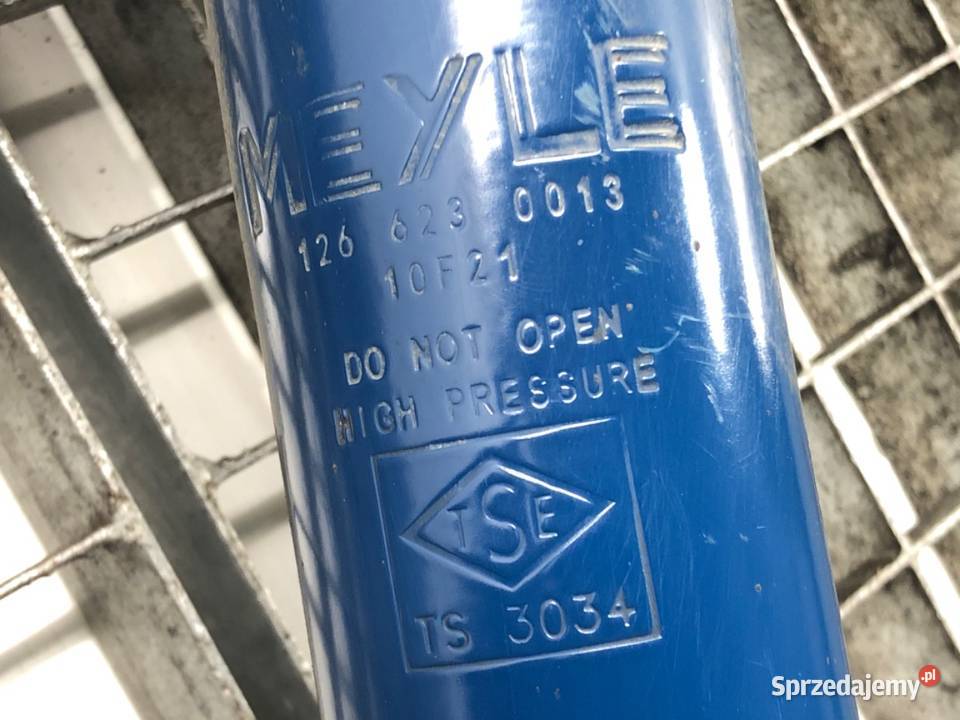 MEYLE
126 623 0013
10F21
DO NOT OPEN
HIGH PRESSURE
TSE
TS 3034
Sprzedajemy.pl